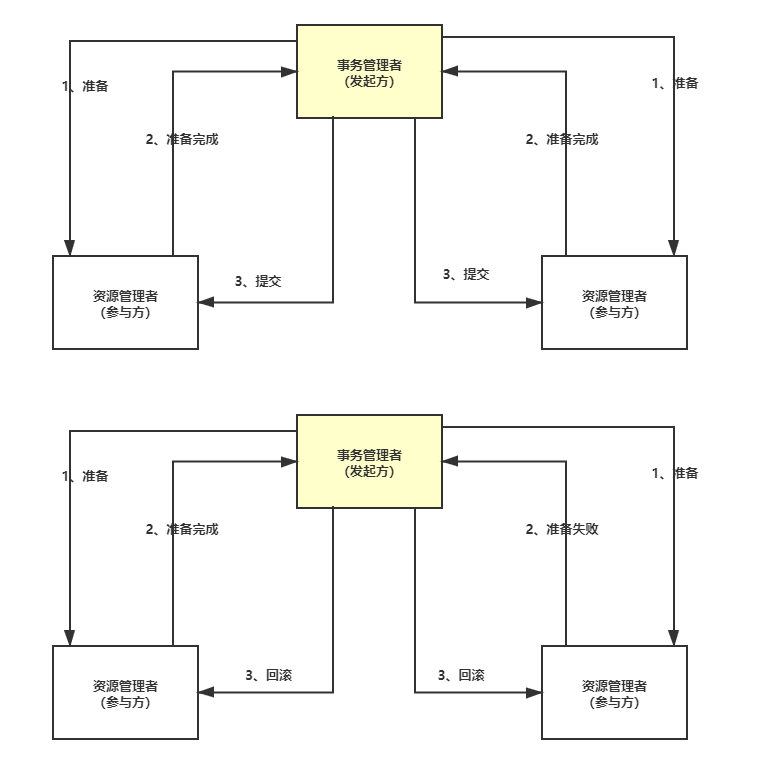 事务管理者
(发起方)
1、准备
1、准备
2、准备完成
2、准备完成
3、提交
3、提交
资源管理者
(参与方)
资源管理者
(参与方)
事务管理者
(发起方)
1、准备
1、准备
2、准备完成
2、准备失败
3、回滚
3、回滚
资源管理者
(参与方)
资源管理者
(参与方)